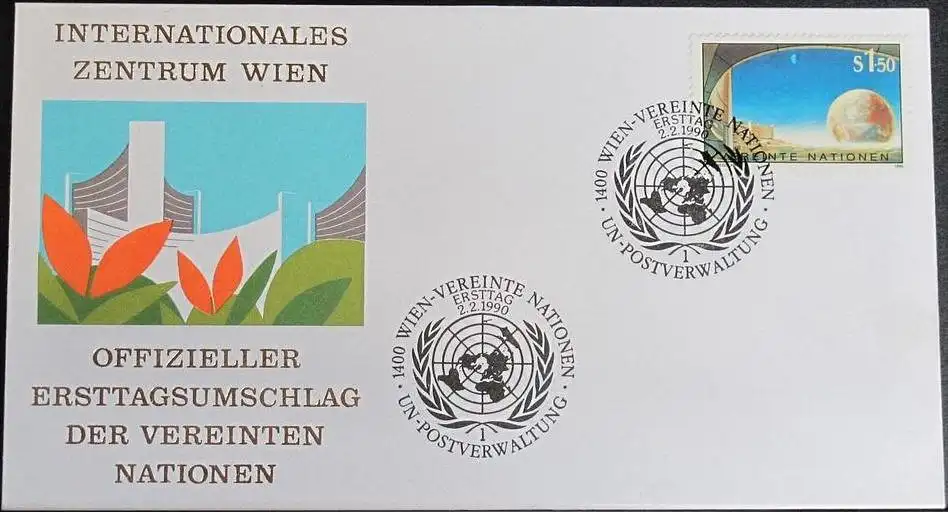 INTERNATIONALES
ZENTRUM WIEN
OFFIZIELLER
ERSTTAGSUMSCHLAG
DER VEREINTEN
NATIONEN
S1.50
VEREINTE NATIONEN
1400 WIEN-VEREINTE NATIONEN
ERSTTAG
2.2.1990
1
UN-POSTVERWALTUNG
1400 WIEN-VEREINTE NATIONEN
ERSTTAG
2.2.1990
1
UN-POSTVERWALTUNG